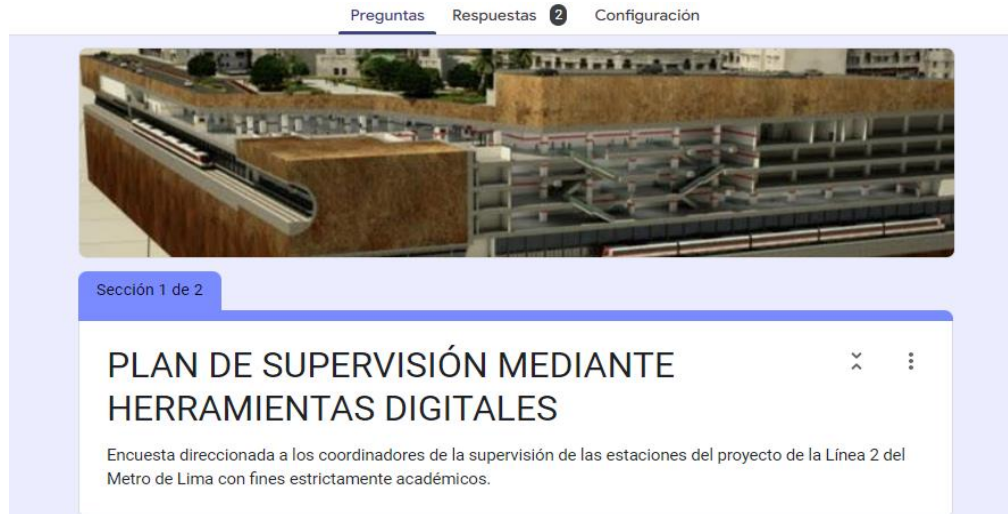 Preguntas Respuestas 2 Configuración
Sección 1 de 2
PLAN DE SUPERVISIÓN MEDIANTE
HERRAMIENTAS DIGITALES
Encuesta direccionada a los coordinadores de la supervisión de las estaciones del proyecto de la Línea 2 del
Metro de Lima con fines estrictamente académicos.